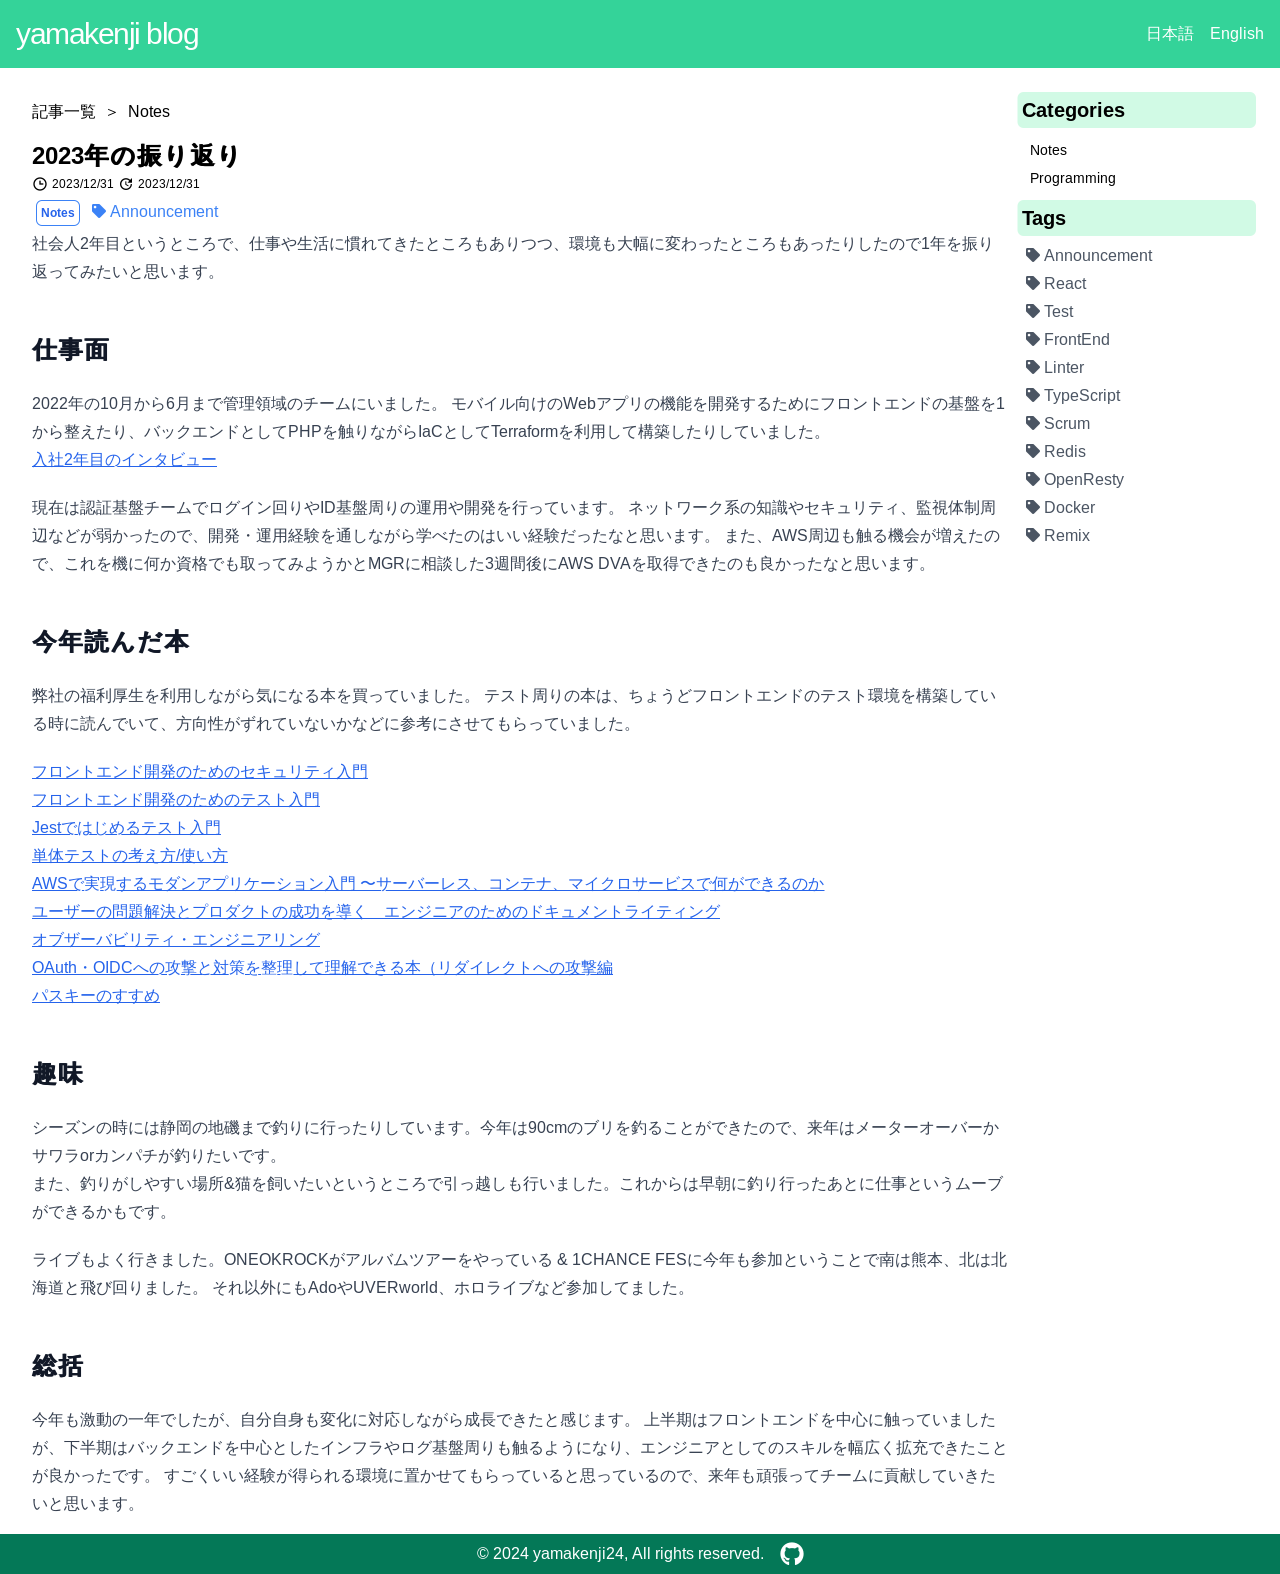 yamakenji blog
日本語 English
記事一覧 ＞ Notes
2023年の振り返り
2023/12/31 2023/12/31
Notes Announcement
社会人2年目というところで、仕事や生活に慣れてきたところもありつつ、環境も大幅に変わったところもあったりしたので1年を振り
返ってみたいと思います。
仕事面
2022年の10月から6月まで管理領域のチームにいました。 モバイル向けのWebアプリの機能を開発するためにフロントエンドの基盤を1
から整えたり、バックエンドとしてPHPを触りながらIaCとしてTerraformを利用して構築したりしていました。
入社2年目のインタビュー
現在は認証基盤チームでログイン回りやID基盤周りの運用や開発を行っています。 ネットワーク系の知識やセキュリティ、監視体制周
辺などが弱かったので、開発・運用経験を通しながら学べたのはいい経験だったなと思います。 また、AWS周辺も触る機会が増えたの
で、これを機に何か資格でも取ってみようかとMGRに相談した3週間後にAWS DVAを取得できたのも良かったなと思います。
今年読んだ本
弊社の福利厚生を利用しながら気になる本を買っていました。 テスト周りの本は、ちょうどフロントエンドのテスト環境を構築してい
る時に読んでいて、方向性がずれていないかなどに参考にさせてもらっていました。
フロントエンド開発のためのセキュリティ入門
フロントエンド開発のためのテスト入門
Jestではじめるテスト入門
単体テストの考え方/使い方
AWSで実現するモダンアプリケーション入門 〜サーバーレス、コンテナ、マイクロサービスで何ができるのか
ユーザーの問題解決とプロダクトの成功を導く　エンジニアのためのドキュメントライティング
オブザーバビリティ・エンジニアリング
OAuth・OIDCへの攻撃と対策を整理して理解できる本（リダイレクトへの攻撃編
パスキーのすすめ
趣味
シーズンの時には静岡の地磯まで釣りに行ったりしています。今年は90cmのブリを釣ることができたので、来年はメーターオーバーか
サワラorカンパチが釣りたいです。
また、釣りがしやすい場所&猫を飼いたいというところで引っ越しも行いました。これからは早朝に釣り行ったあとに仕事というムーブ
ができるかもです。
ライブもよく行きました。ONEOKROCKがアルバムツアーをやっている & 1CHANCE FESに今年も参加ということで南は熊本、北は北
海道と飛び回りました。 それ以外にもAdoやUVERworld、ホロライブなど参加してました。
総括
今年も激動の一年でしたが、自分自身も変化に対応しながら成長できたと感じます。 上半期はフロントエンドを中心に触っていました
が、下半期はバックエンドを中心としたインフラやログ基盤周りも触るようになり、エンジニアとしてのスキルを幅広く拡充できたこと
が良かったです。 すごくいい経験が得られる環境に置かせてもらっていると思っているので、来年も頑張ってチームに貢献していきた
いと思います。
Categories
Notes
Programming
Tags
Announcement
React
Test
FrontEnd
Linter
TypeScript
Scrum
Redis
OpenResty
Docker
Remix
© 2024 yamakenji24, All rights reserved.